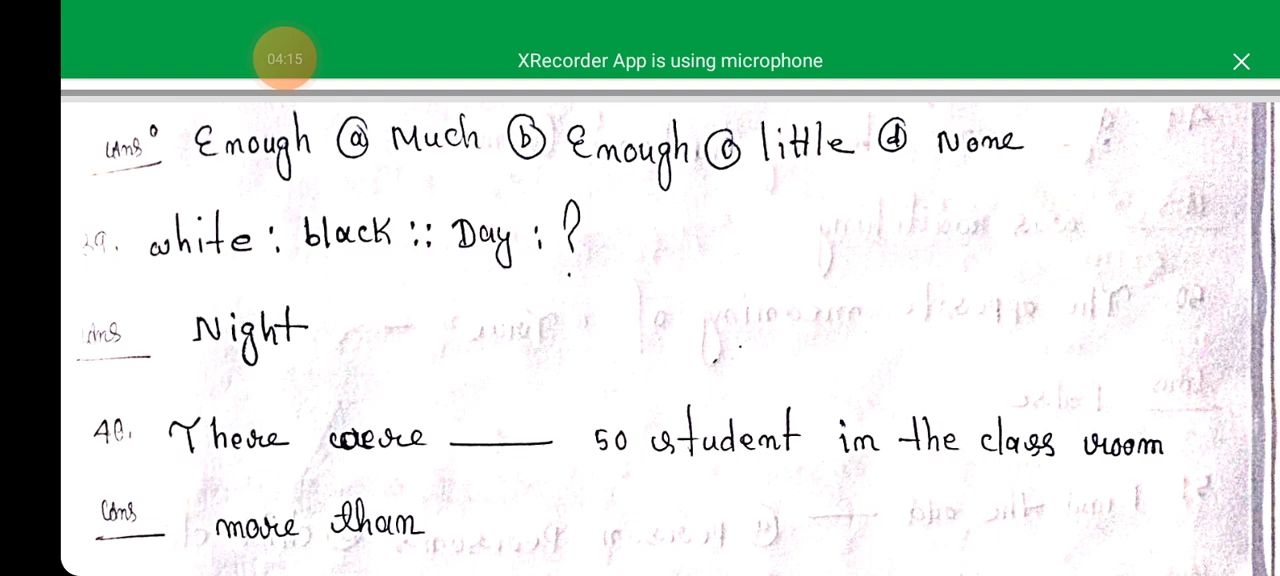 04:15
XRecorder App is using microphone
Ans: Enough (a) Much (b) Enough (c) little (d) None
39. white : black :: Day : ?
Ans Night
40. There were ____ 50 student in the class room
Ans more than